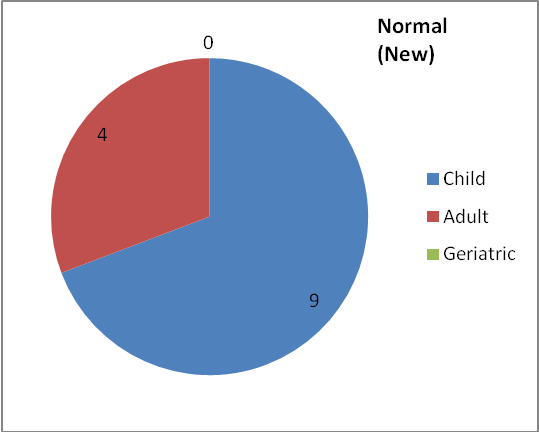 Normal
(New)
0
4
9
Child
Adult
Geriatric